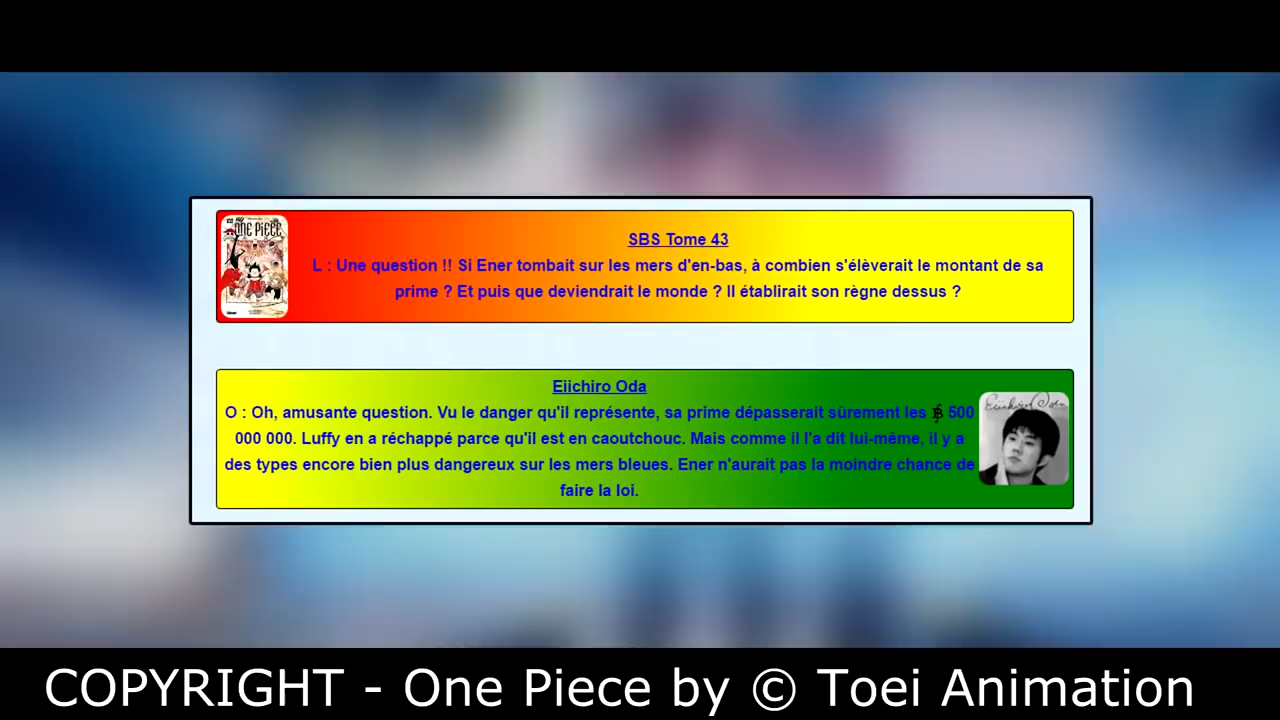 ONE PIECE
SBS Tome 43
L : Une question !! Si Ener tombait sur les mers d'en-bas, à combien s'élèverait le montant de sa
prime ? Et puis que deviendrait le monde ? Il établirait son règne dessus ?
Eiichiro Oda
O : Oh, amusante question. Vu le danger qu'il représente, sa prime dépasserait sûrement les ฿ 500
000 000. Luffy en a réchappé parce qu'il est en caoutchouc. Mais comme il l'a dit lui-même, il y a
des types encore bien plus dangereux sur les mers bleues. Ener n'aurait pas la moindre chance de
faire la loi.
Eiichiro Oda
COPYRIGHT - One Piece by © Toei Animation